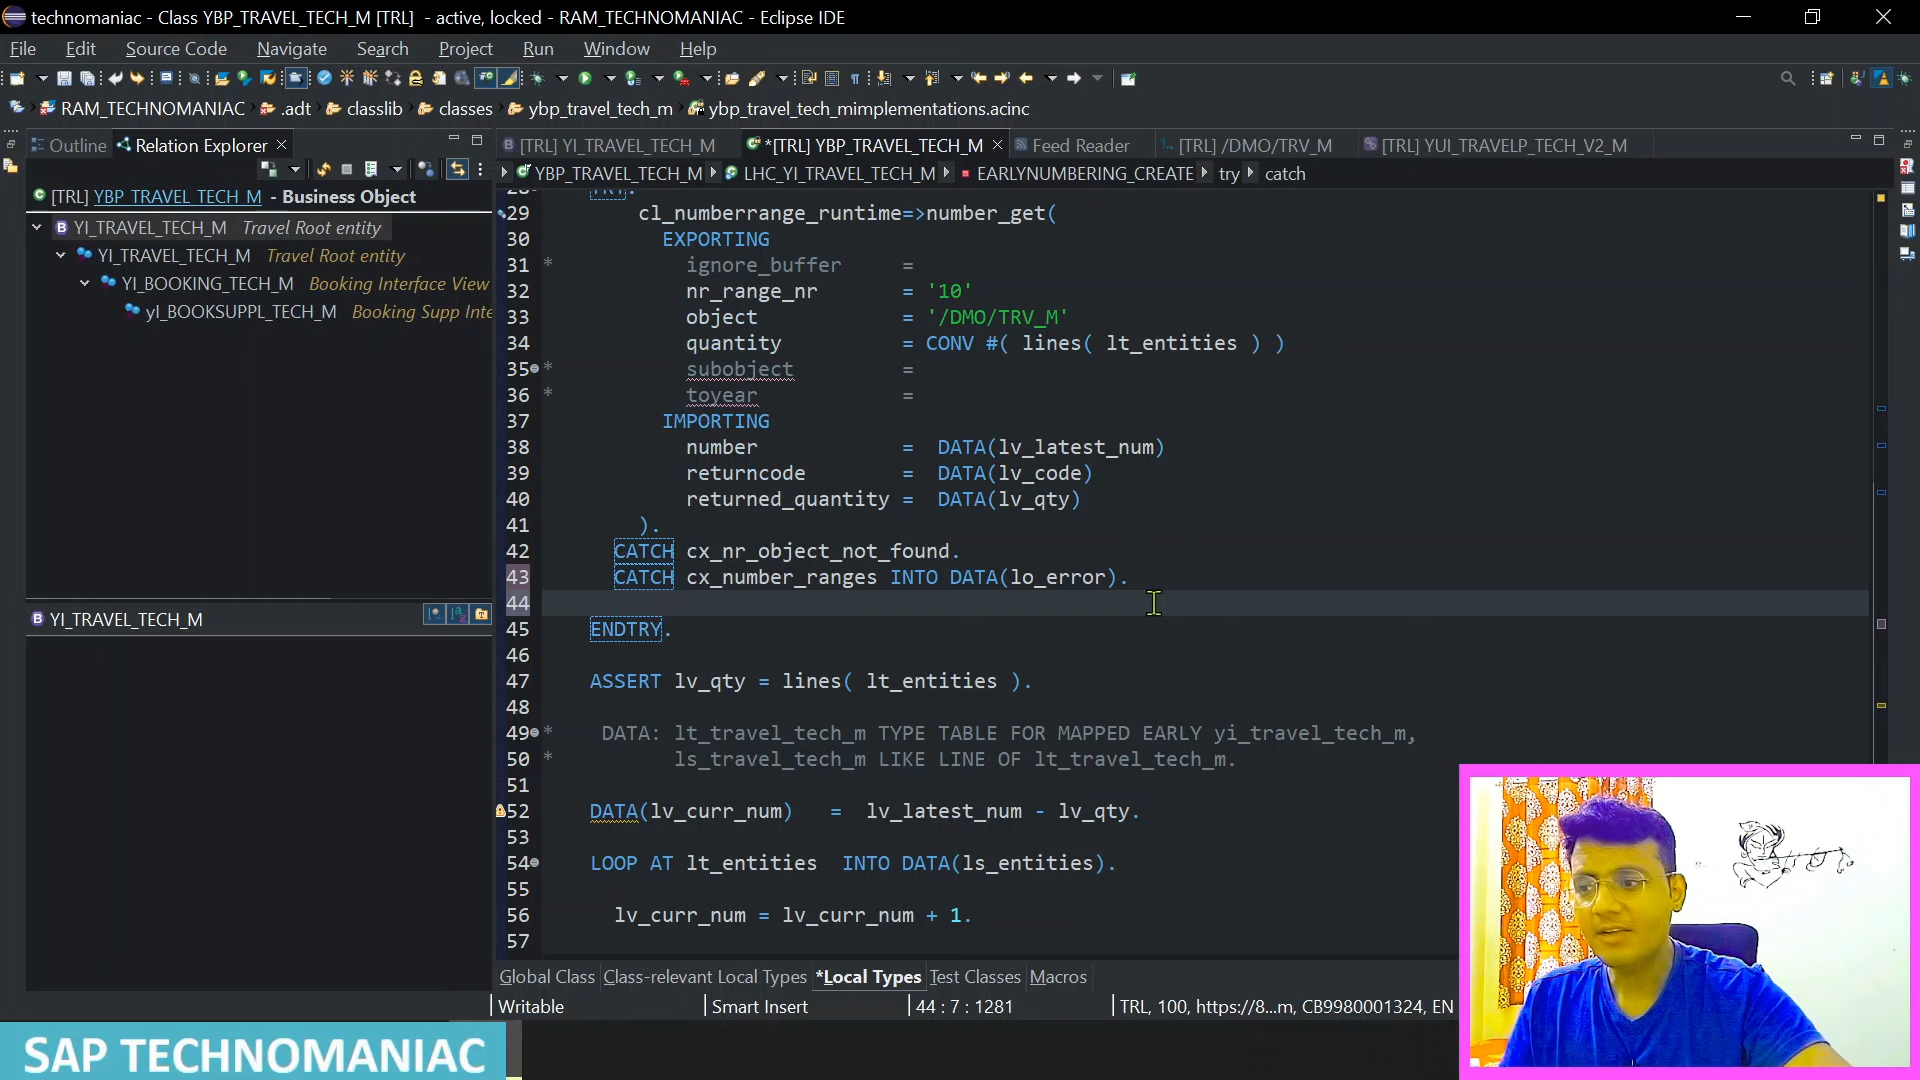 technomaniac - Class YBP_TRAVEL_TECH_M [TRL] - active, locked - RAM_TECHNOMANIAC - Eclipse IDE
File Edit Source Code Navigate Search Project Run Window Help
RAM_TECHNOMANIAC .adt classlib classes ybp_travel_tech_m ybp_travel_tech_mimplementations.acinc
Outline Relation Explorer
[TRL] YBP_TRAVEL_TECH_M - Business Object
YI_TRAVEL_TECH_M Travel Root entity
YI_TRAVEL_TECH_M Travel Root entity
YI_BOOKING_TECH_M Booking Interface View
yI_BOOKSUPPL_TECH_M Booking Supp Inte
YI_TRAVEL_TECH_M
[TRL] YI_TRAVEL_TECH_M *[TRL] YBP_TRAVEL_TECH_M Feed Reader [TRL] /DMO/TRV_M [TRL] YUI_TRAVELP_TECH_V2_M
YBP_TRAVEL_TECH_M LHC_YI_TRAVEL_TECH_M EARLYNUMBERING_CREATE try catch
29 cl_numberrange_runtime=>number_get(
30 EXPORTING
31 * ignore_buffer =
32 nr_range_nr = '10'
33 object = '/DMO/TRV_M'
34 quantity = CONV #( lines( lt_entities ) )
35 * subobject =
36 * toyear =
37 IMPORTING
38 number = DATA(lv_latest_num)
39 returncode = DATA(lv_code)
40 returned_quantity = DATA(lv_qty)
41 ).
42 CATCH cx_nr_object_not_found.
43 CATCH cx_number_ranges INTO DATA(lo_error).
44
45 ENDTRY.
46
47 ASSERT lv_qty = lines( lt_entities ).
48
49 * DATA: lt_travel_tech_m TYPE TABLE FOR MAPPED EARLY yi_travel_tech_m,
50 * ls_travel_tech_m LIKE LINE OF lt_travel_tech_m.
51
52 DATA(lv_curr_num) = lv_latest_num - lv_qty.
53
54 LOOP AT lt_entities INTO DATA(ls_entities).
55
56 lv_curr_num = lv_curr_num + 1.
57
Global Class Class-relevant Local Types *Local Types Test Classes Macros
Writable Smart Insert 44 : 7 : 1281 TRL, 100, https://8...m, CB9980001324, EN
SAP TECHNOMANIAC